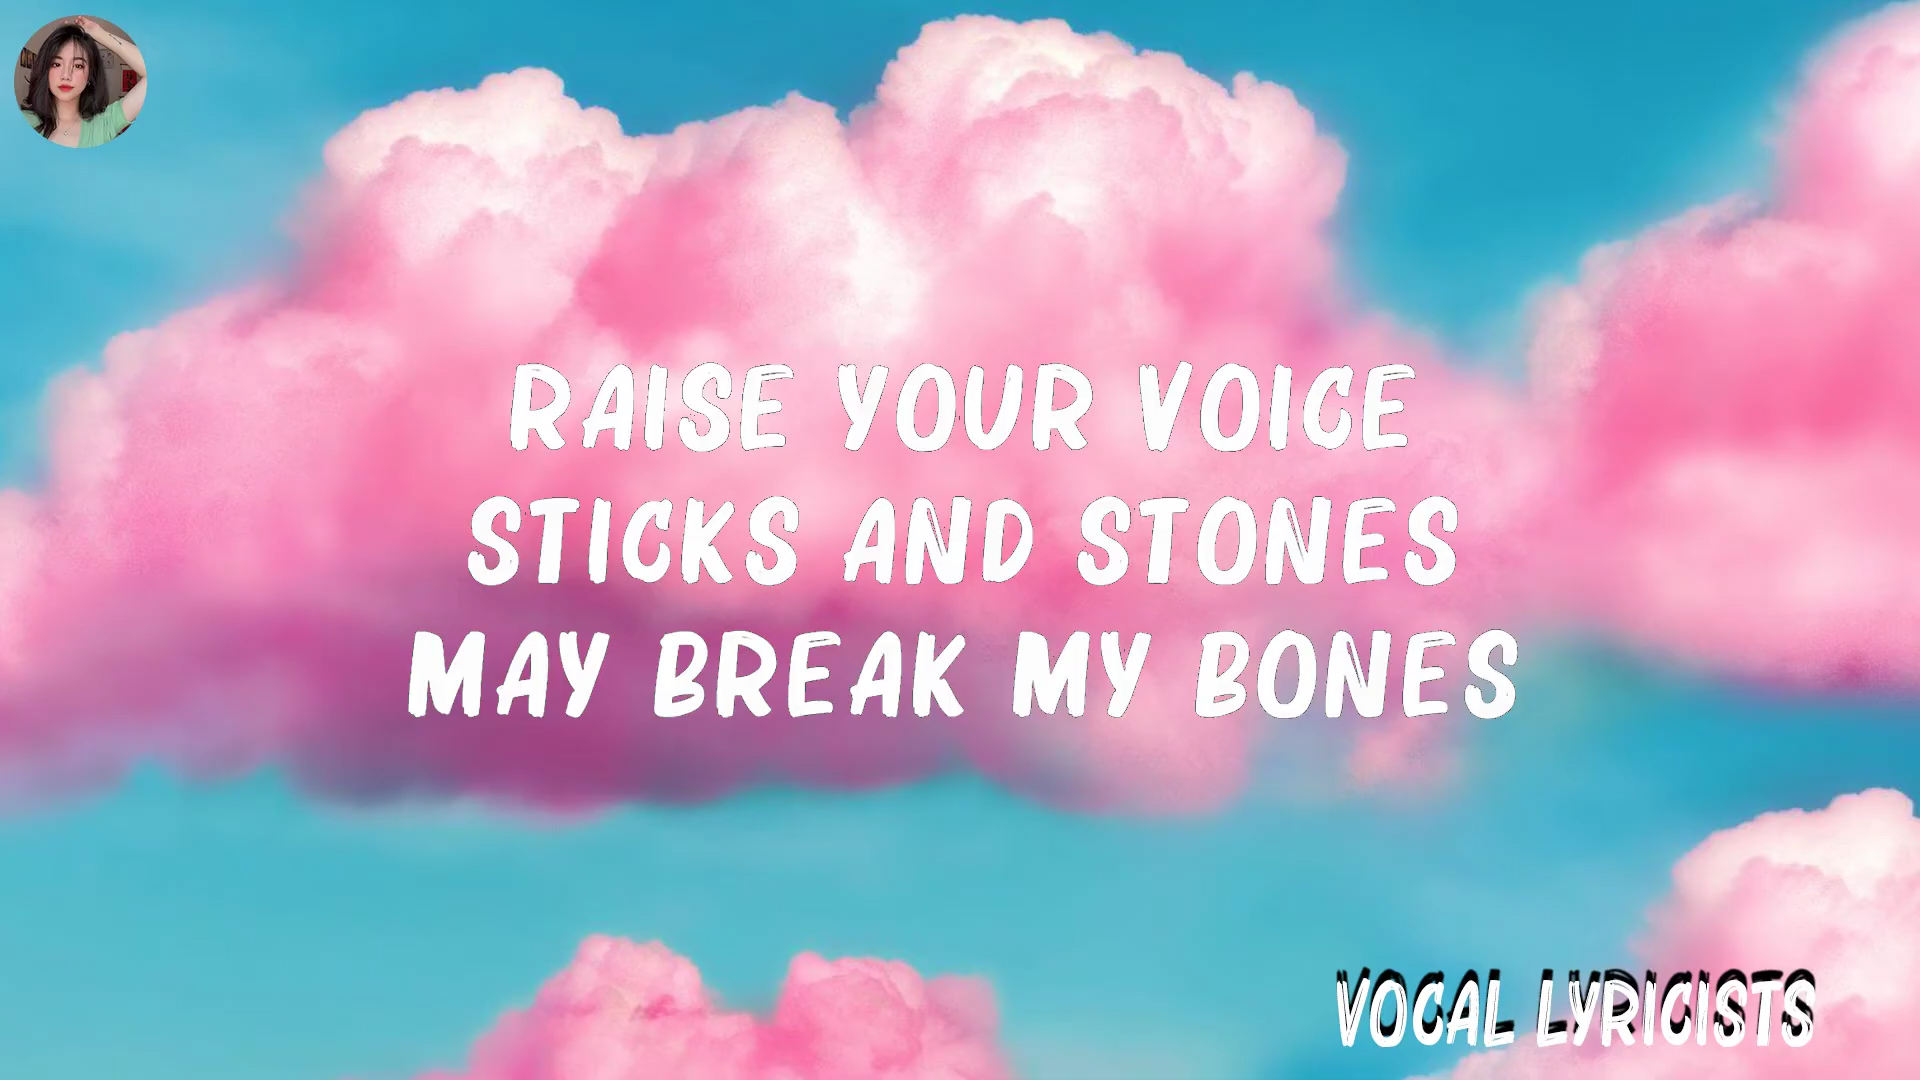 RAISE YOUR VOICE
STICKS AND STONES
MAY BREAK MY BONES
VOCAL LYRICISTS